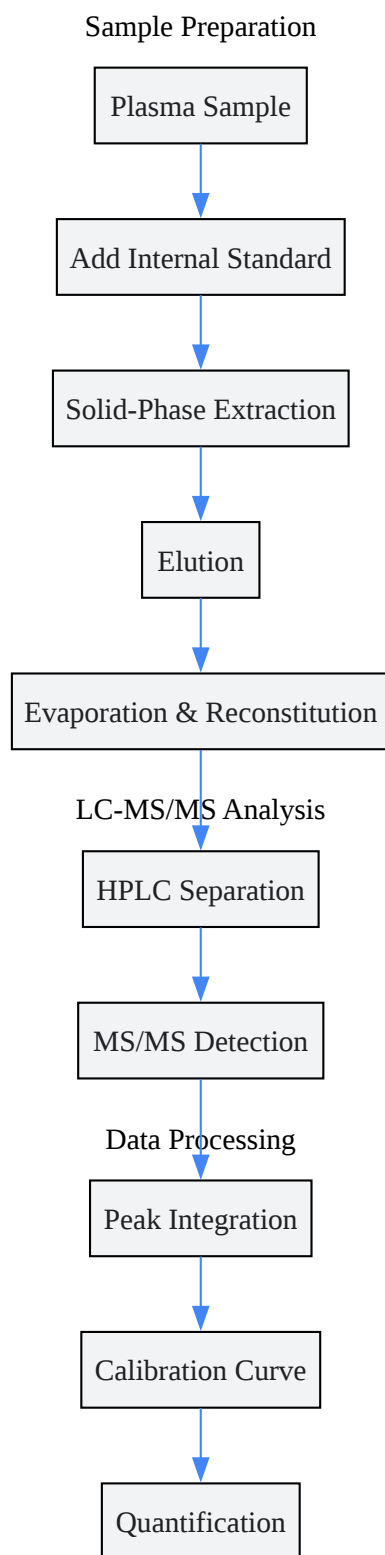 Sample Preparation
Plasma Sample
Add Internal Standard
Solid-Phase Extraction
Elution
Evaporation & Reconstitution
LC-MS/MS Analysis
HPLC Separation
MS/MS Detection
Data Processing
Peak Integration
Calibration Curve
Quantification